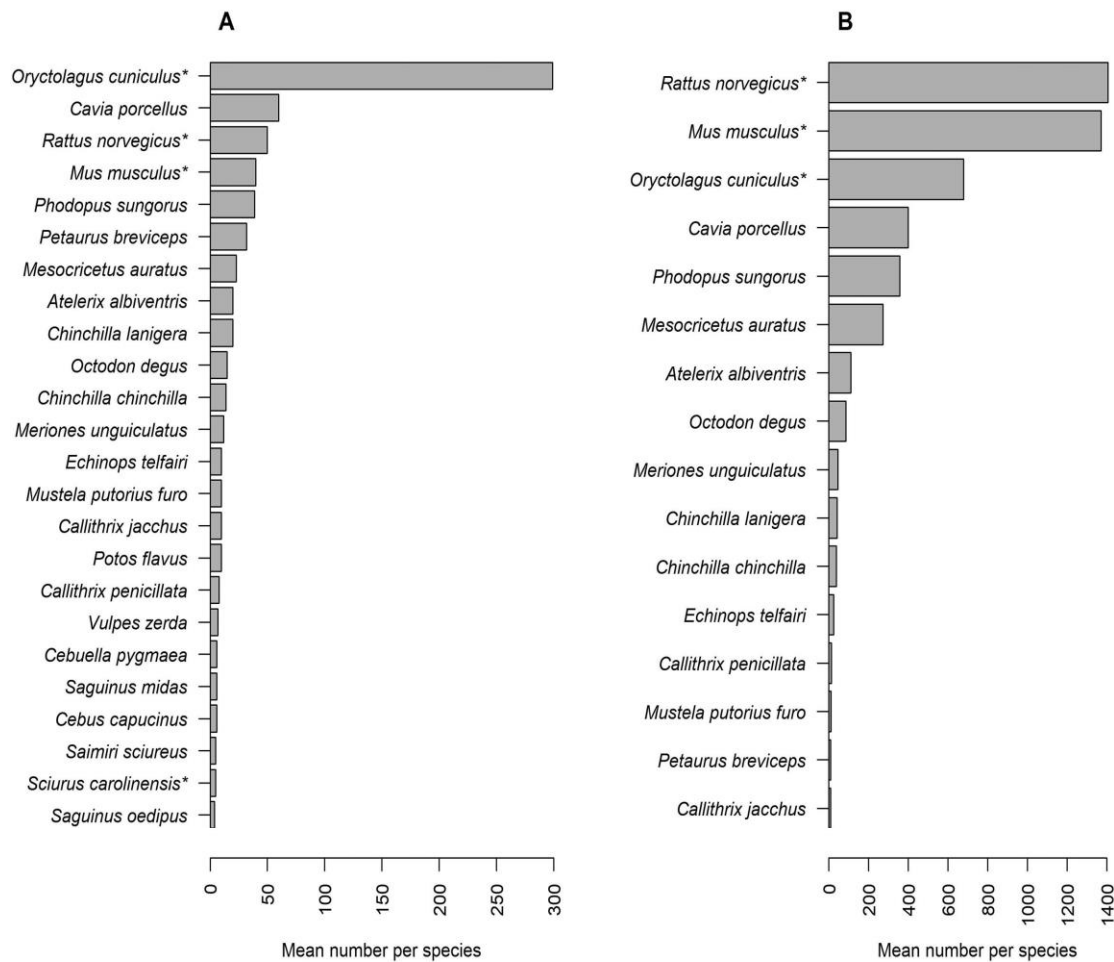 A
Oryctolagus cuniculus*
Cavia porcellus
Rattus norvegicus*
Mus musculus*
Phodopus sungorus
Petaurus breviceps
Mesocricetus auratus
Atelerix albiventris
Chinchilla lanigera
Octodon degus
Chinchilla chinchilla
Meriones unguiculatus
Echinops telfairi
Mustela putorius furo
Callithrix jacchus
Potos flavus
Callithrix penicillata
Vulpes zerda
Cebuella pygmaea
Saguinus midas
Cebus capucinus
Saimiri sciureus
Sciurus carolinensis*
Saguinus oedipus
0 50 100 150 200 250 300
Mean number per species
B
Rattus norvegicus*
Mus musculus*
Oryctolagus cuniculus*
Cavia porcellus
Phodopus sungorus
Mesocricetus auratus
Atelerix albiventris
Octodon degus
Meriones unguiculatus
Chinchilla lanigera
Chinchilla chinchilla
Echinops telfairi
Callithrix penicillata
Mustela putorius furo
Petaurus breviceps
Callithrix jacchus
0 200 400 600 800 1000 1200 1400
Mean number per species